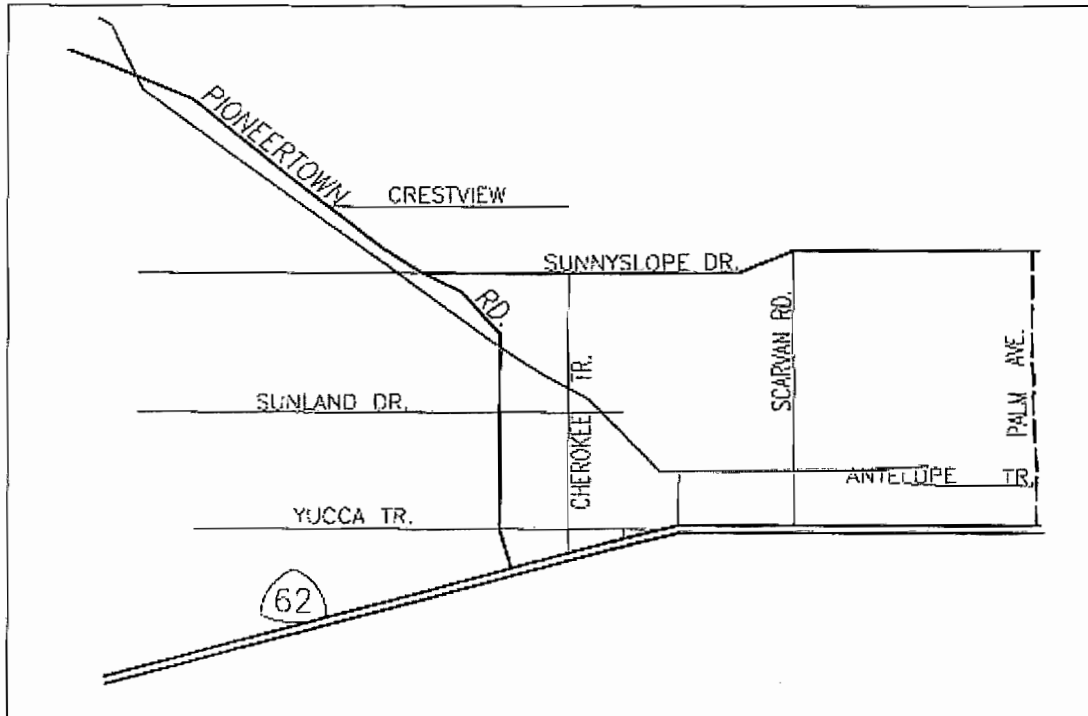 PIONEERTOWN RD.
CRESTVIEW
SUNNYSLOPE DR.
SCARVAN RD.
PALM AVE.
CHEROKEE TR.
SUNLAND DR.
ANTELOPE TR.
YUCCA TR.
62